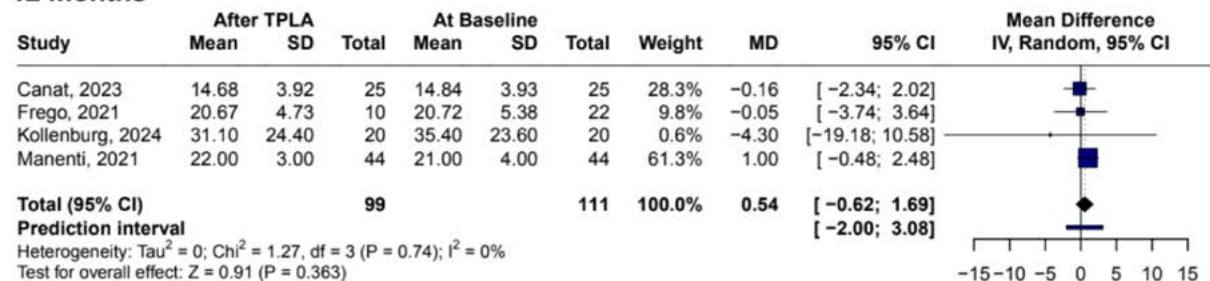 After TPLA At Baseline Mean Difference
Study Mean SD Total Mean SD Total Weight MD 95% CI IV, Random, 95% CI
Canat, 2023 14.68 3.92 25 14.84 3.93 25 28.3% −0.16 [ −2.34; 2.02]
Frego, 2021 20.67 4.73 10 20.72 5.38 22 9.8% −0.05 [ −3.74; 3.64]
Kollenburg, 2024 31.10 24.40 20 35.40 23.60 20 0.6% −4.30 [−19.18; 10.58]
Manenti, 2021 22.00 3.00 44 21.00 4.00 44 61.3% 1.00 [ −0.48; 2.48]
Total (95% CI) 99 111 100.0% 0.54 [ −0.62; 1.69]
Prediction interval [ −2.00; 3.08]
Heterogeneity: Tau² = 0; Chi² = 1.27, df = 3 (P = 0.74); I² = 0%
Test for overall effect: Z = 0.91 (P = 0.363)
−15 −10 −5 0 5 10 15